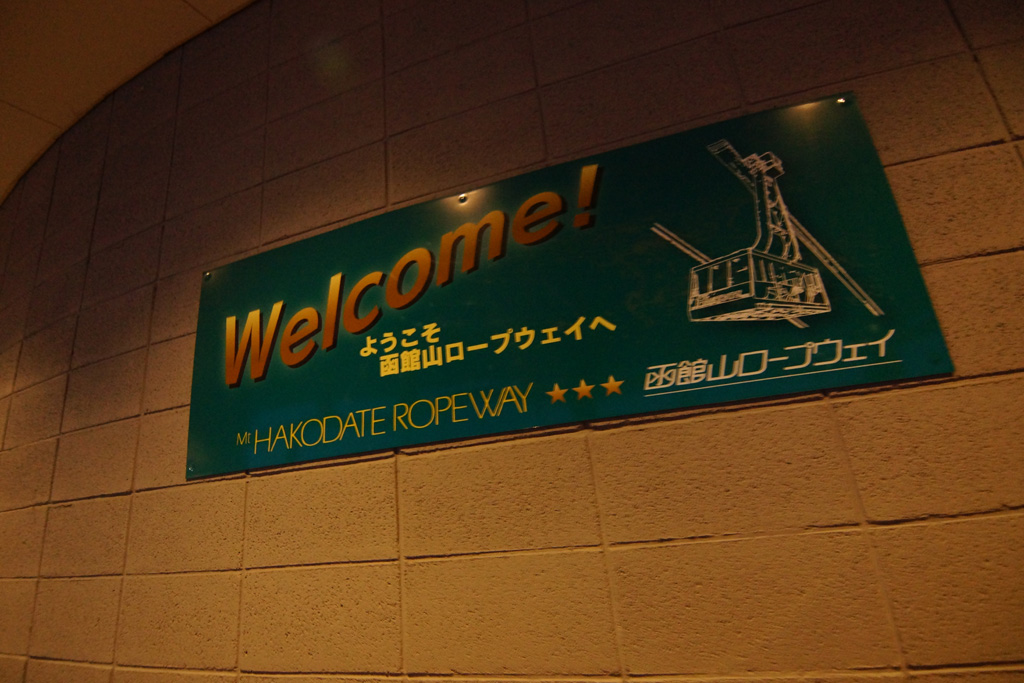 Welcome!
ようこそ
函館山ロープウェイへ
Mt HAKODATE ROPEWAY ★★★
函館山ロープウェイ